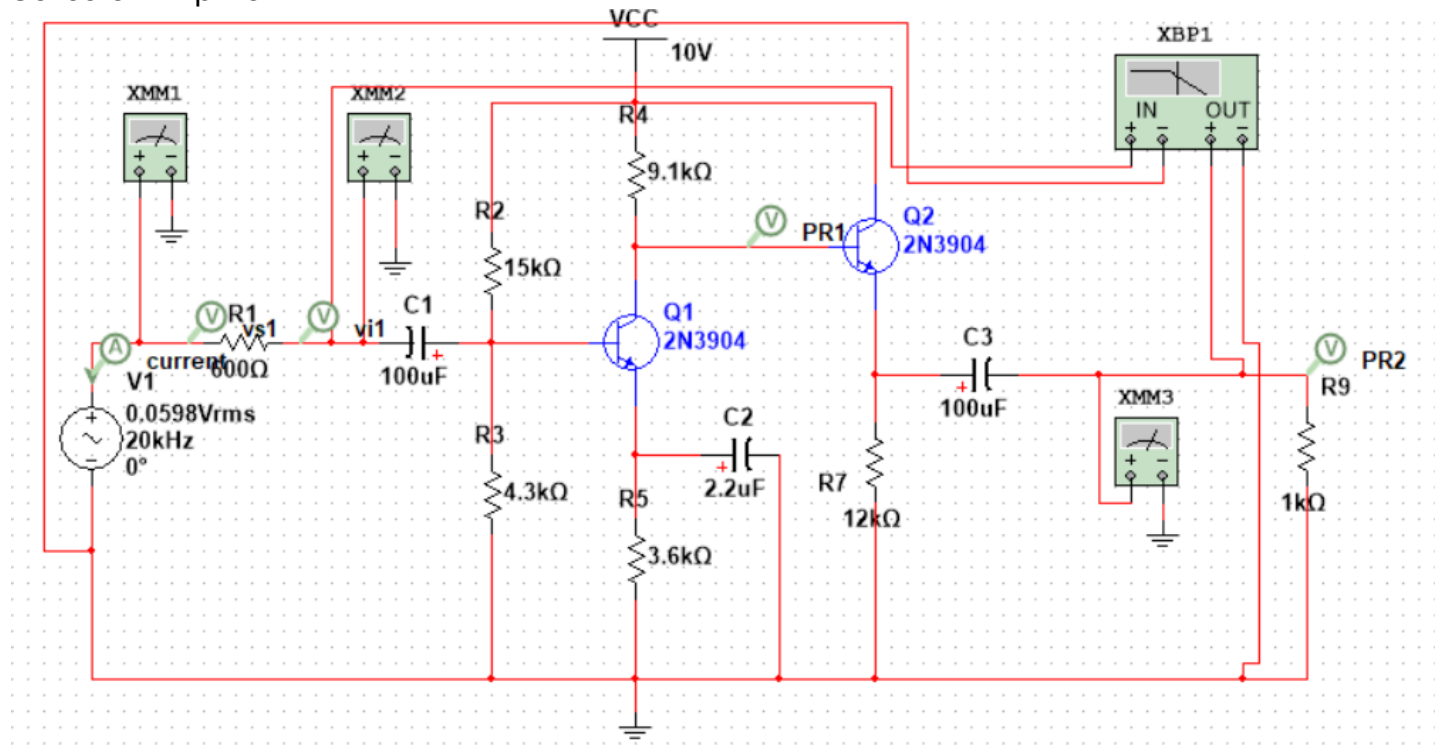 VCC
10V
XBP1
IN OUT
+ − + −
XMM1
+ −
XMM2
+ −
R4
9.1kΩ
R2
15kΩ
PR1
V
Q2
2N3904
V
R1
vs1
600Ω
V
vi1
C1
+
100uF
Q1
2N3904
A
current
V1
0.0598Vrms
20kHz
0°
+
−
C3
+
100uF
V
PR2
R9
1kΩ
XMM3
+ −
C2
+
2.2uF
R3
4.3kΩ
R5
3.6kΩ
R7
12kΩ